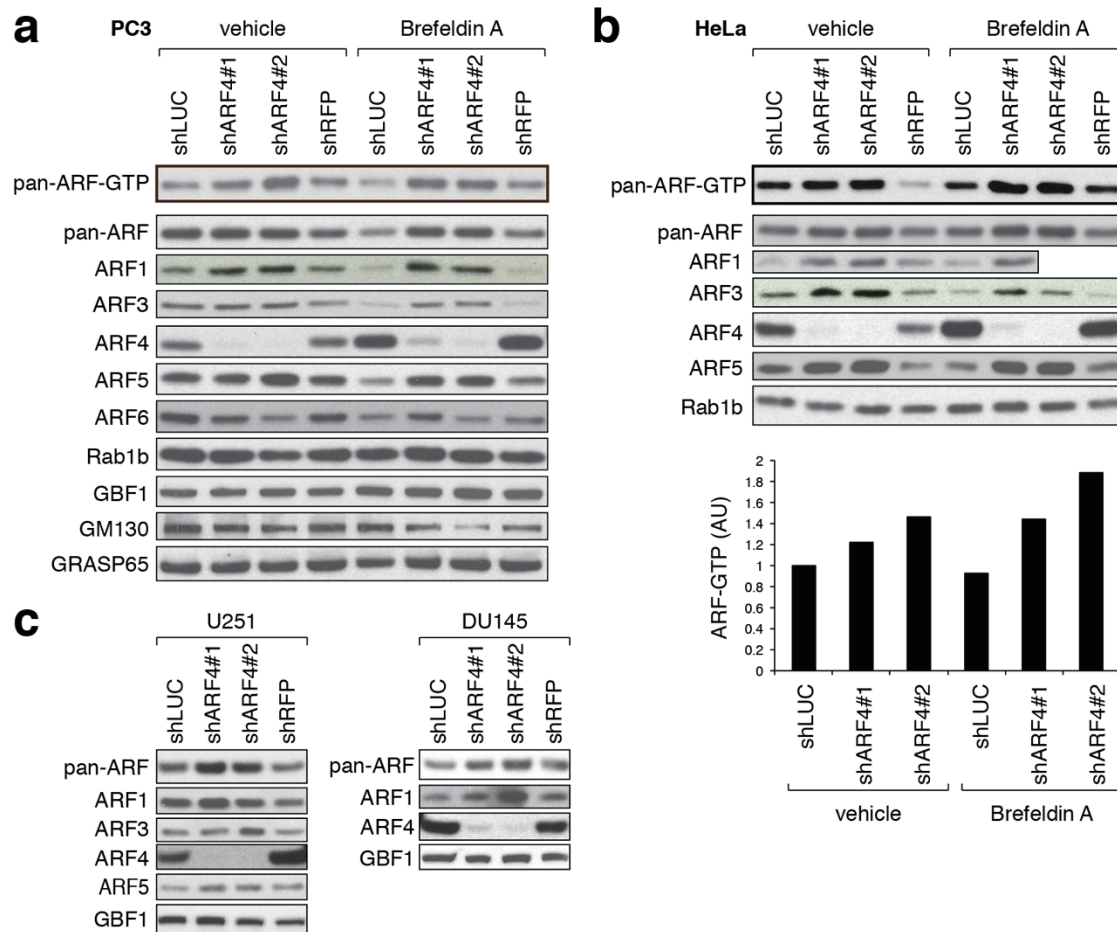 a
PC3
vehicle
Brefeldin A
shLUC
shARF4#1
shARF4#2
shRFP
shLUC
shARF4#1
shARF4#2
shRFP
pan-ARF-GTP
pan-ARF
ARF1
ARF3
ARF4
ARF5
ARF6
Rab1b
GBF1
GM130
GRASP65
b
HeLa
vehicle
Brefeldin A
shLUC
shARF4#1
shARF4#2
shRFP
shLUC
shARF4#1
shARF4#2
shRFP
pan-ARF-GTP
pan-ARF
ARF1
ARF3
ARF4
ARF5
Rab1b
ARF-GTP (AU)
2
1.8
1.6
1.4
1.2
1
0.8
0.6
0.4
0.2
0
shLUC
shARF4#1
shARF4#2
shLUC
shARF4#1
shARF4#2
vehicle
Brefeldin A
c
U251
shLUC
shARF4#1
shARF4#2
shRFP
pan-ARF
ARF1
ARF3
ARF4
ARF5
GBF1
DU145
shLUC
shARF4#1
shARF4#2
shRFP
pan-ARF
ARF1
ARF4
GBF1